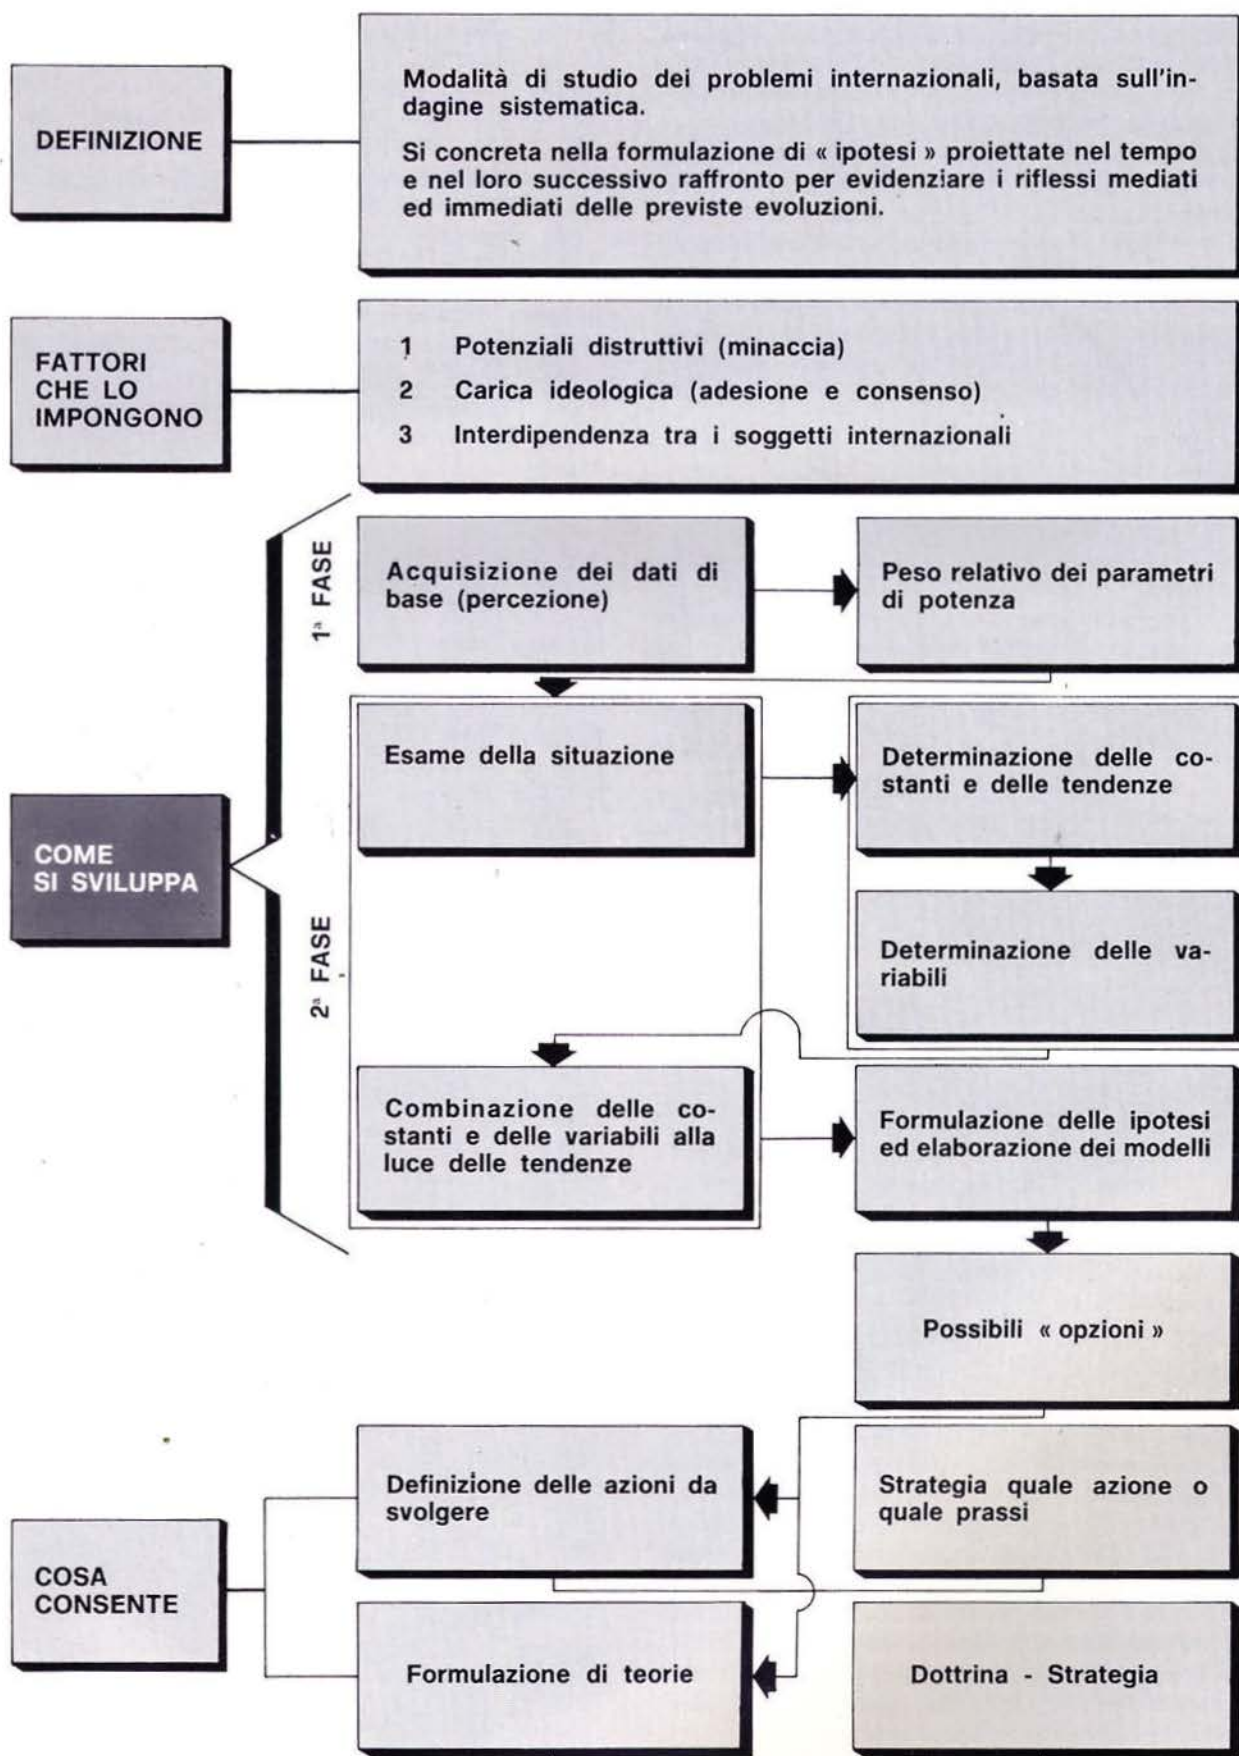 DEFINIZIONE
Modalità di studio dei problemi internazionali, basata sull'in-
dagine sistematica.
Si concreta nella formulazione di « ipotesi » proiettate nel tempo
e nel loro successivo raffronto per evidenziare i riflessi mediati
ed immediati delle previste evoluzioni.
FATTORI
CHE LO
IMPONGONO
1 Potenziali distruttivi (minaccia)
2 Carica ideologica (adesione e consenso)
3 Interdipendenza tra i soggetti internazionali
COME
SI SVILUPPA
1ª FASE
Acquisizione dei dati di
base (percezione)
Peso relativo dei parametri
di potenza
2ª FASE
Esame della situazione
Determinazione delle co-
stanti e delle tendenze
Determinazione delle va-
riabili
Combinazione delle co-
stanti e delle variabili alla
luce delle tendenze
Formulazione delle ipotesi
ed elaborazione dei modelli
Possibili « opzioni »
COSA
CONSENTE
Definizione delle azioni da
svolgere
Strategia quale azione o
quale prassi
Formulazione di teorie
Dottrina - Strategia